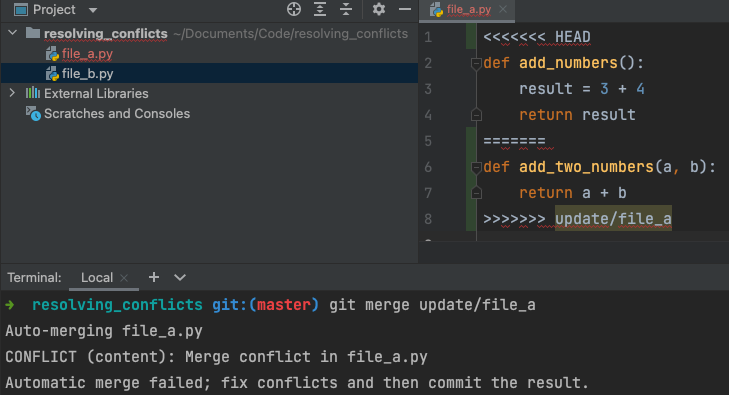 Project
file_a.py
resolving_conflicts ~/Documents/Code/resolving_conflicts
file_a.py
file_b.py
External Libraries
Scratches and Consoles
1 <<<<<<< HEAD
2 def add_numbers():
3     result = 3 + 4
4     return result
5 =======
6 def add_two_numbers(a, b):
7     return a + b
8 >>>>>>> update/file_a
Terminal: Local
resolving_conflicts git:(master) git merge update/file_a
Auto-merging file_a.py
CONFLICT (content): Merge conflict in file_a.py
Automatic merge failed; fix conflicts and then commit the result.